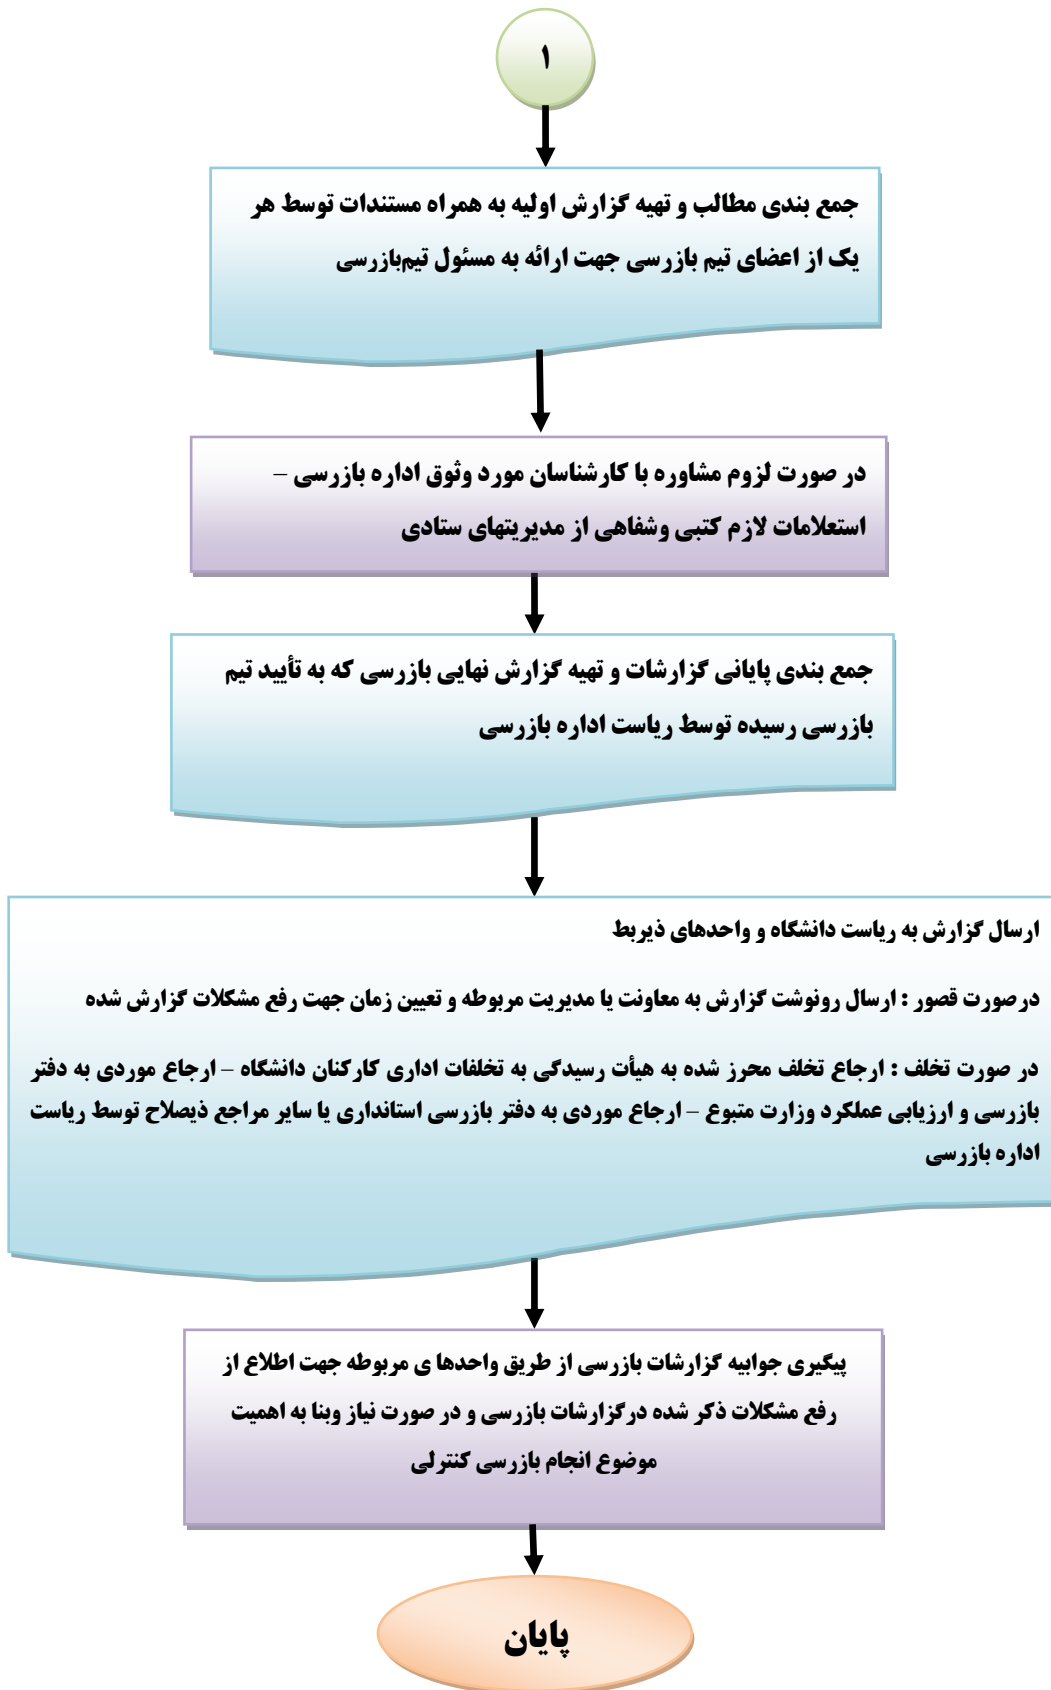 ۱
جمع بندی مطالب و تهیه گزارش اولیه به همراه مستندات توسط هر
یک از اعضای تیم بازرسی جهت ارائه به مسئول تیم‌بازرسی
در صورت لزوم مشاوره با کارشناسان مورد وثوق اداره بازرسی –
استعلامات لازم کتبی وشفاهی از مدیریتهای ستادی
جمع بندی پایانی گزارشات و تهیه گزارش نهایی بازرسی که به تأیید تیم
بازرسی رسیده توسط ریاست اداره بازرسی
ارسال گزارش به ریاست دانشگاه و واحدهای ذیربط
درصورت قصور : ارسال رونوشت گزارش به معاونت یا مدیریت مربوطه و تعیین زمان جهت رفع مشکلات گزارش شده
در صورت تخلف : ارجاع تخلف محرز شده به هیأت رسیدگی به تخلفات اداری کارکنان دانشگاه – ارجاع موردی به دفتر
بازرسی و ارزیابی عملکرد وزارت متبوع – ارجاع موردی به دفتر بازرسی استانداری یا سایر مراجع ذیصلاح توسط ریاست
اداره بازرسی
پیگیری جوابیه گزارشات بازرسی از طریق واحدها ی مربوطه جهت اطلاع از
رفع مشکلات ذکر شده درگزارشات بازرسی و در صورت نیاز وبنا به اهمیت
موضوع انجام بازرسی کنترلی
پایان